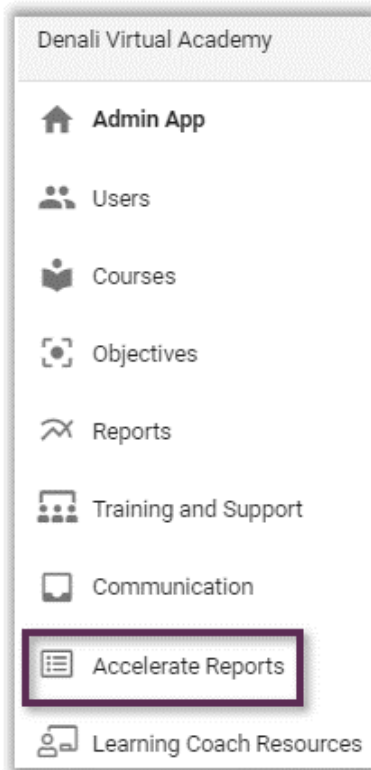 Denali Virtual Academy
Admin App
Users
Courses
Objectives
Reports
Training and Support
Communication
Accelerate Reports
Learning Coach Resources